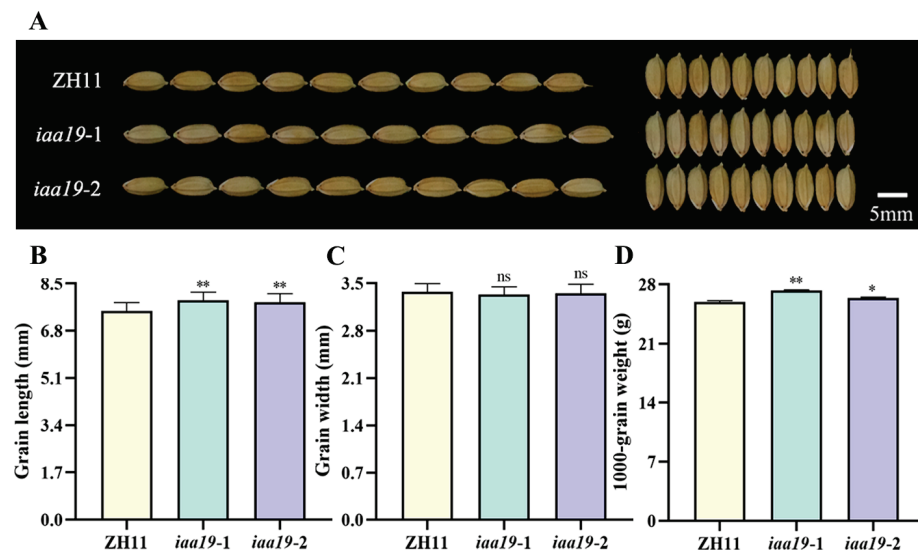 A
ZH11
iaa19-1
iaa19-2
5mm
B
Grain length (mm)
8.5
6.8
5.1
3.4
1.7
0.0
**
**
ZH11
iaa19-1
iaa19-2
C
Grain width (mm)
3.5
2.8
2.1
1.4
0.7
0.0
ns
ns
ZH11
iaa19-1
iaa19-2
D
1000-grain weight (g)
28
21
14
7
0
**
*
ZH11
iaa19-1
iaa19-2